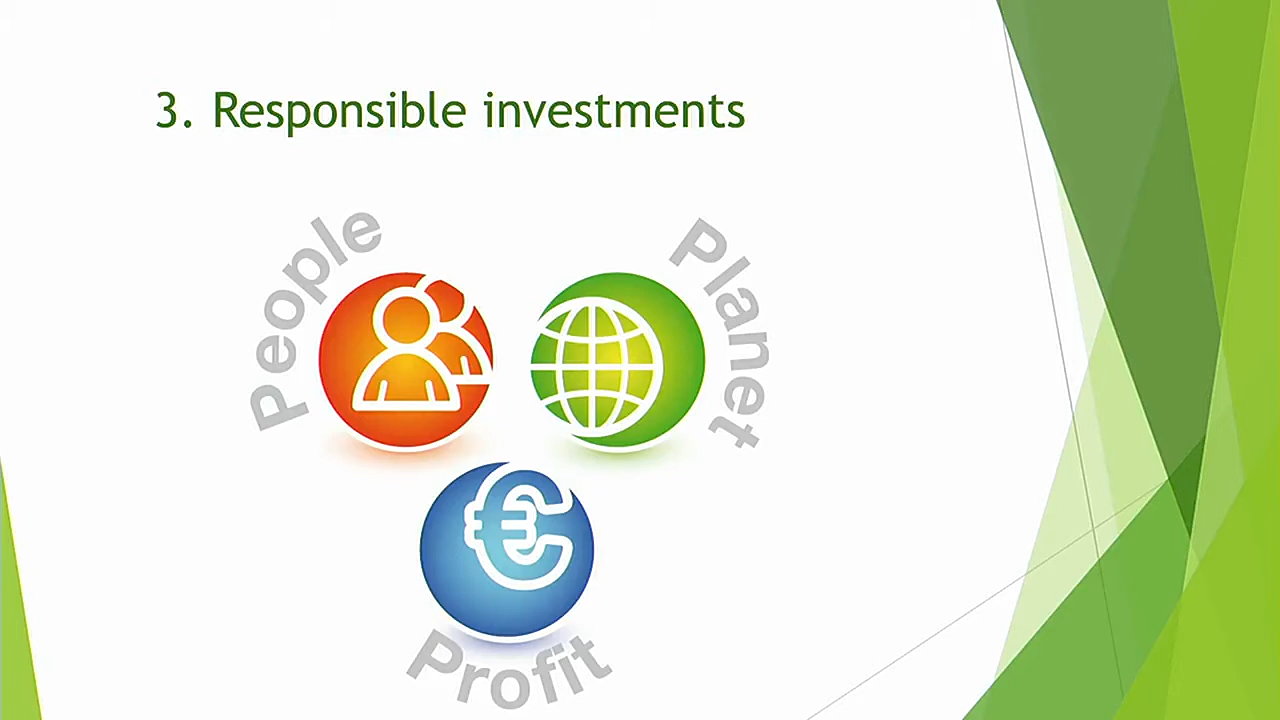 3. Responsible investments
People
Planet
€
Profit